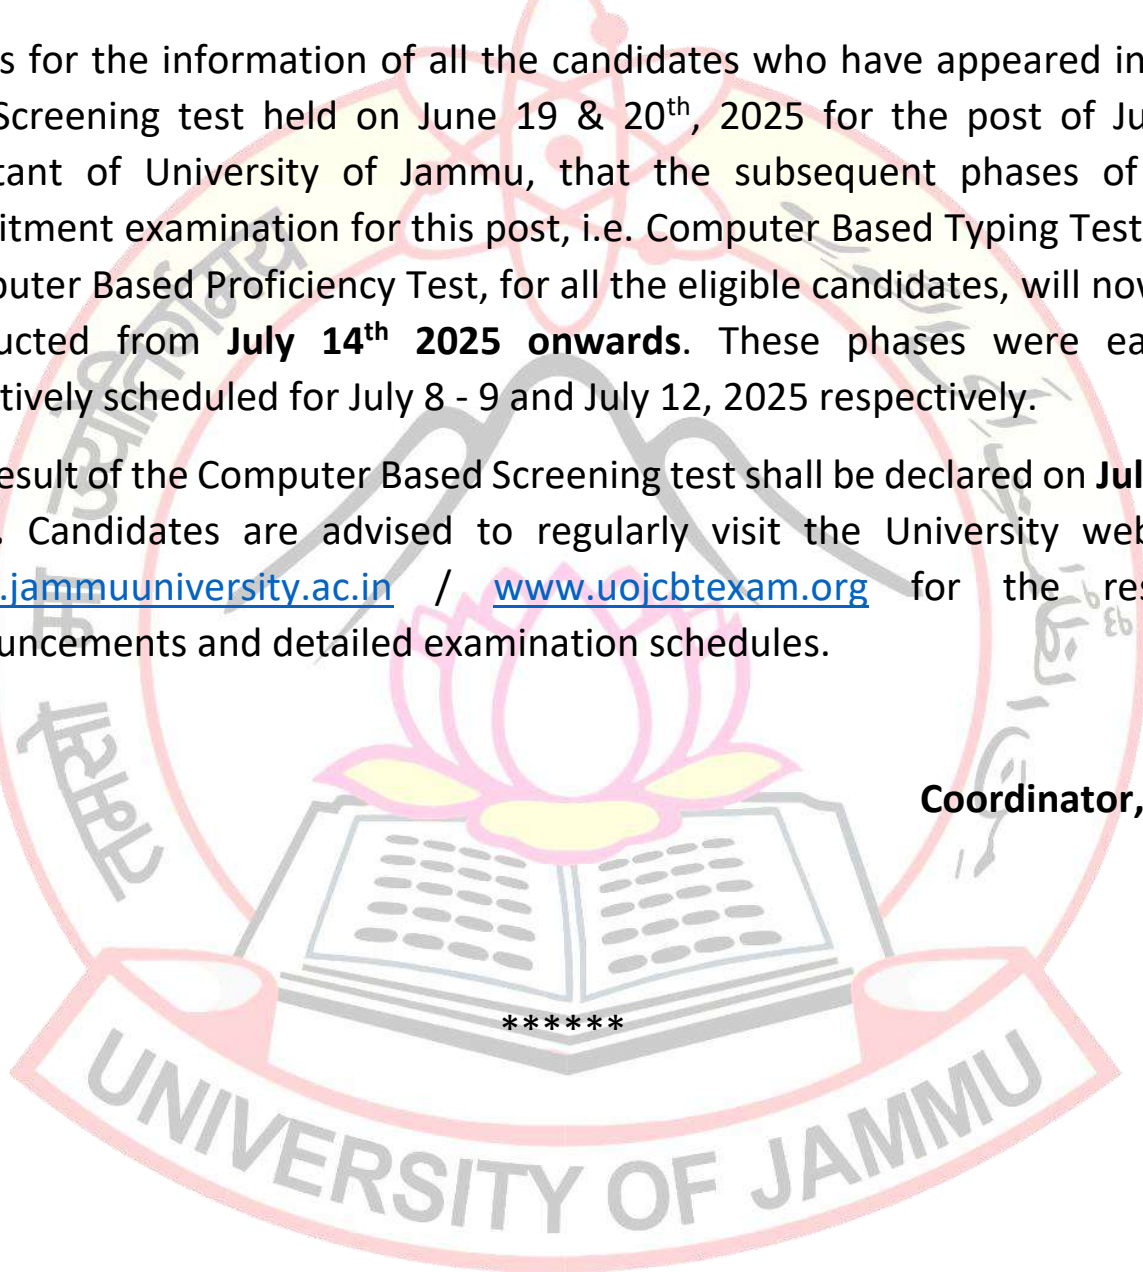 s for the information of all the candidates who have appeared in
Screening test held on June 19 & 20th, 2025 for the post of Ju
tant of University of Jammu, that the subsequent phases of
itment examination for this post, i.e. Computer Based Typing Test
puter Based Proficiency Test, for all the eligible candidates, will nov
ucted from July 14th 2025 onwards. These phases were ea
tively scheduled for July 8 - 9 and July 12, 2025 respectively.
esult of the Computer Based Screening test shall be declared on Jul
. Candidates are advised to regularly visit the University web
.jammuuniversity.ac.in / www.uojcbtexam.org for the res
uncements and detailed examination schedules.
Coordinator,
******
तमसो मा ज्योतिर्गमय
UNIVERSITY OF JAMMU